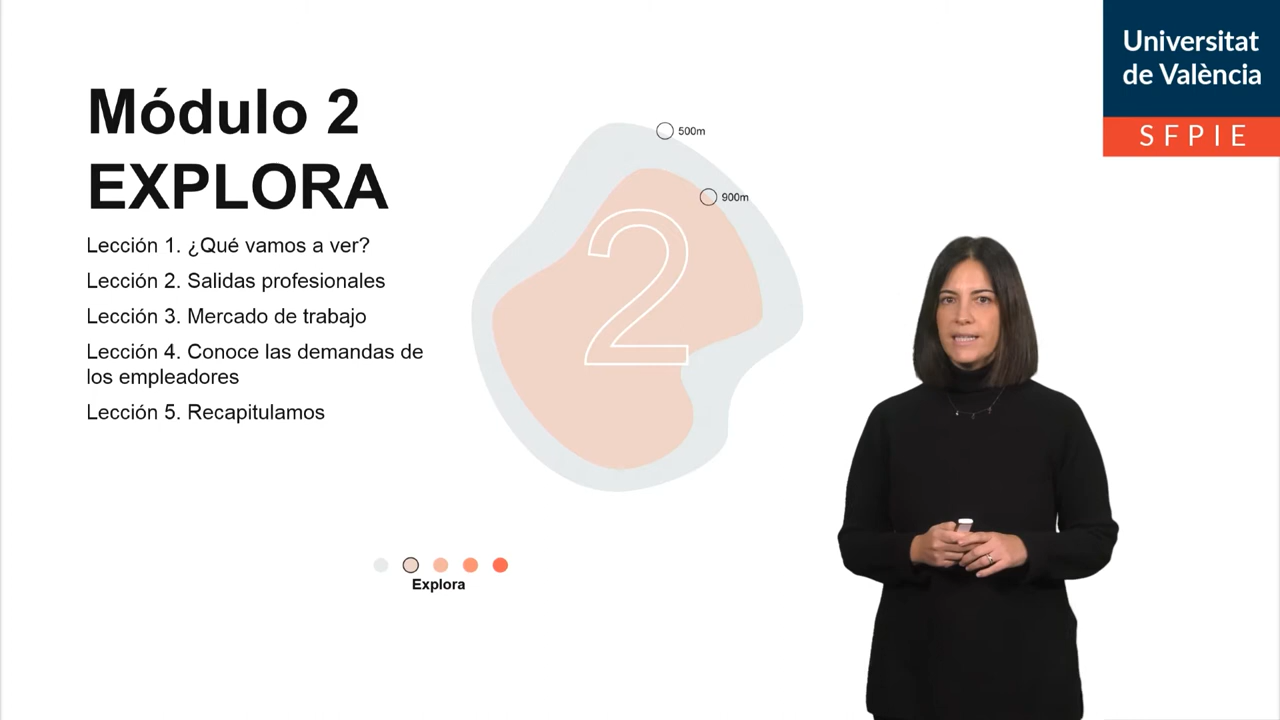 Módulo 2
EXPLORA
Lección 1. ¿Qué vamos a ver?
Lección 2. Salidas profesionales
Lección 3. Mercado de trabajo
Lección 4. Conoce las demandas de
los empleadores
Lección 5. Recapitulamos
500m
900m
2
Explora
Universitat
de València
SFPIE